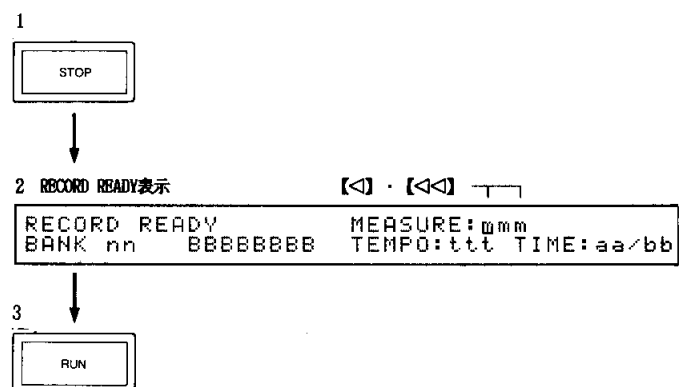 1
STOP
2 RECORD READY表示 【◁】·【◁◁】
RECORD READY MEASURE:mmm
BANK nn BBBBBBBB TEMPO:ttt TIME:aa/bb
3
RUN